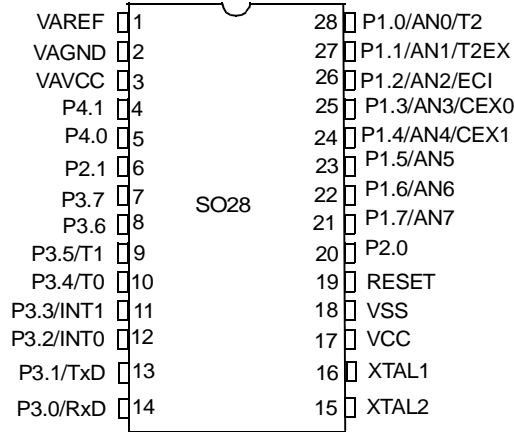 VAREF 1 28 P1.0/AN0/T2
VAGND 2 27 P1.1/AN1/T2EX
VAVCC 3 26 P1.2/AN2/ECI
P4.1 4 25 P1.3/AN3/CEX0
P4.0 5 24 P1.4/AN4/CEX1
P2.1 6 23 P1.5/AN5
P3.7 7 22 P1.6/AN6
SO28
P3.6 8 21 P1.7/AN7
P3.5/T1 9 20 P2.0
P3.4/T0 10 19 RESET
P3.3/INT1 11 18 VSS
P3.2/INT0 12 17 VCC
P3.1/TxD 13 16 XTAL1
P3.0/RxD 14 15 XTAL2